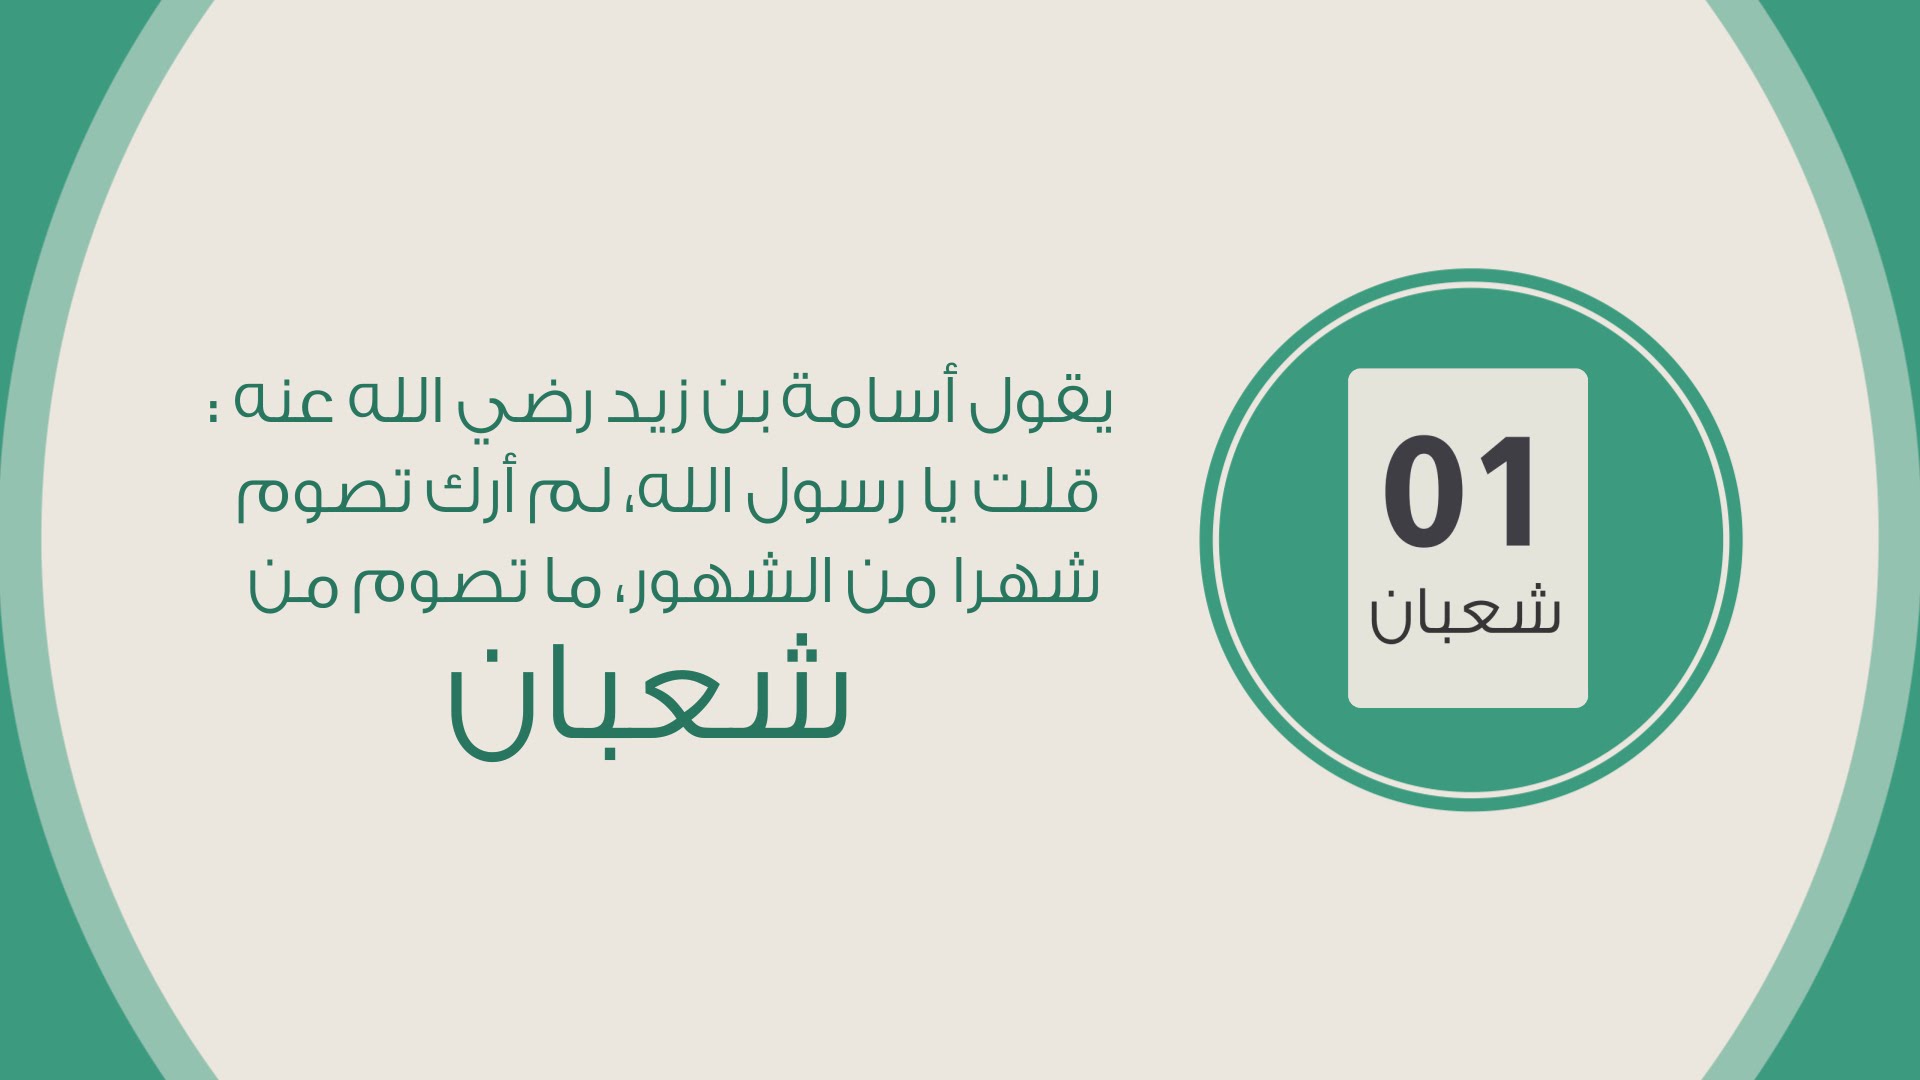 01
شعبان
يقول أسامة بن زيد رضي الله عنه :
قلت يا رسول الله، لم أرك تصوم
شهرا من الشهور، ما تصوم من
شعبان